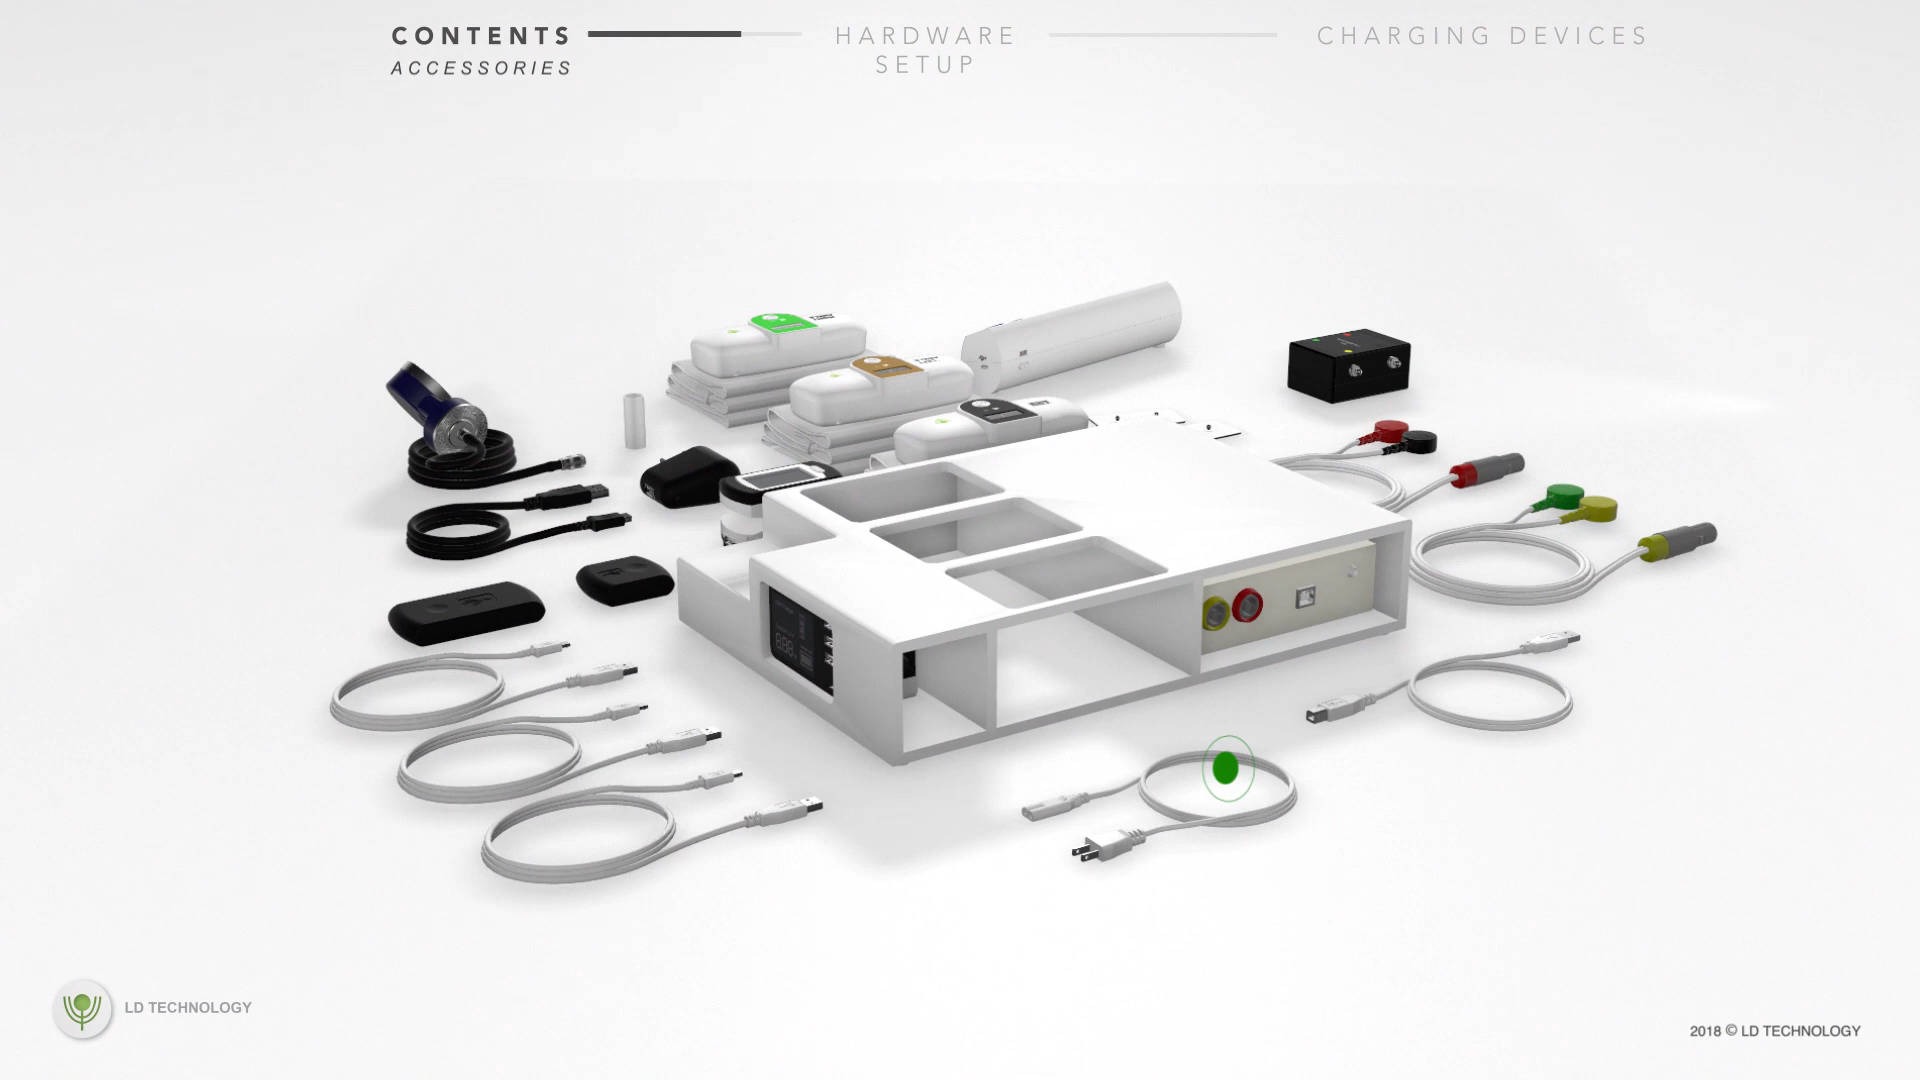 CONTENTS
ACCESSORIES
HARDWARE
SETUP
CHARGING DEVICES
LD TECHNOLOGY
2018 © LD TECHNOLOGY